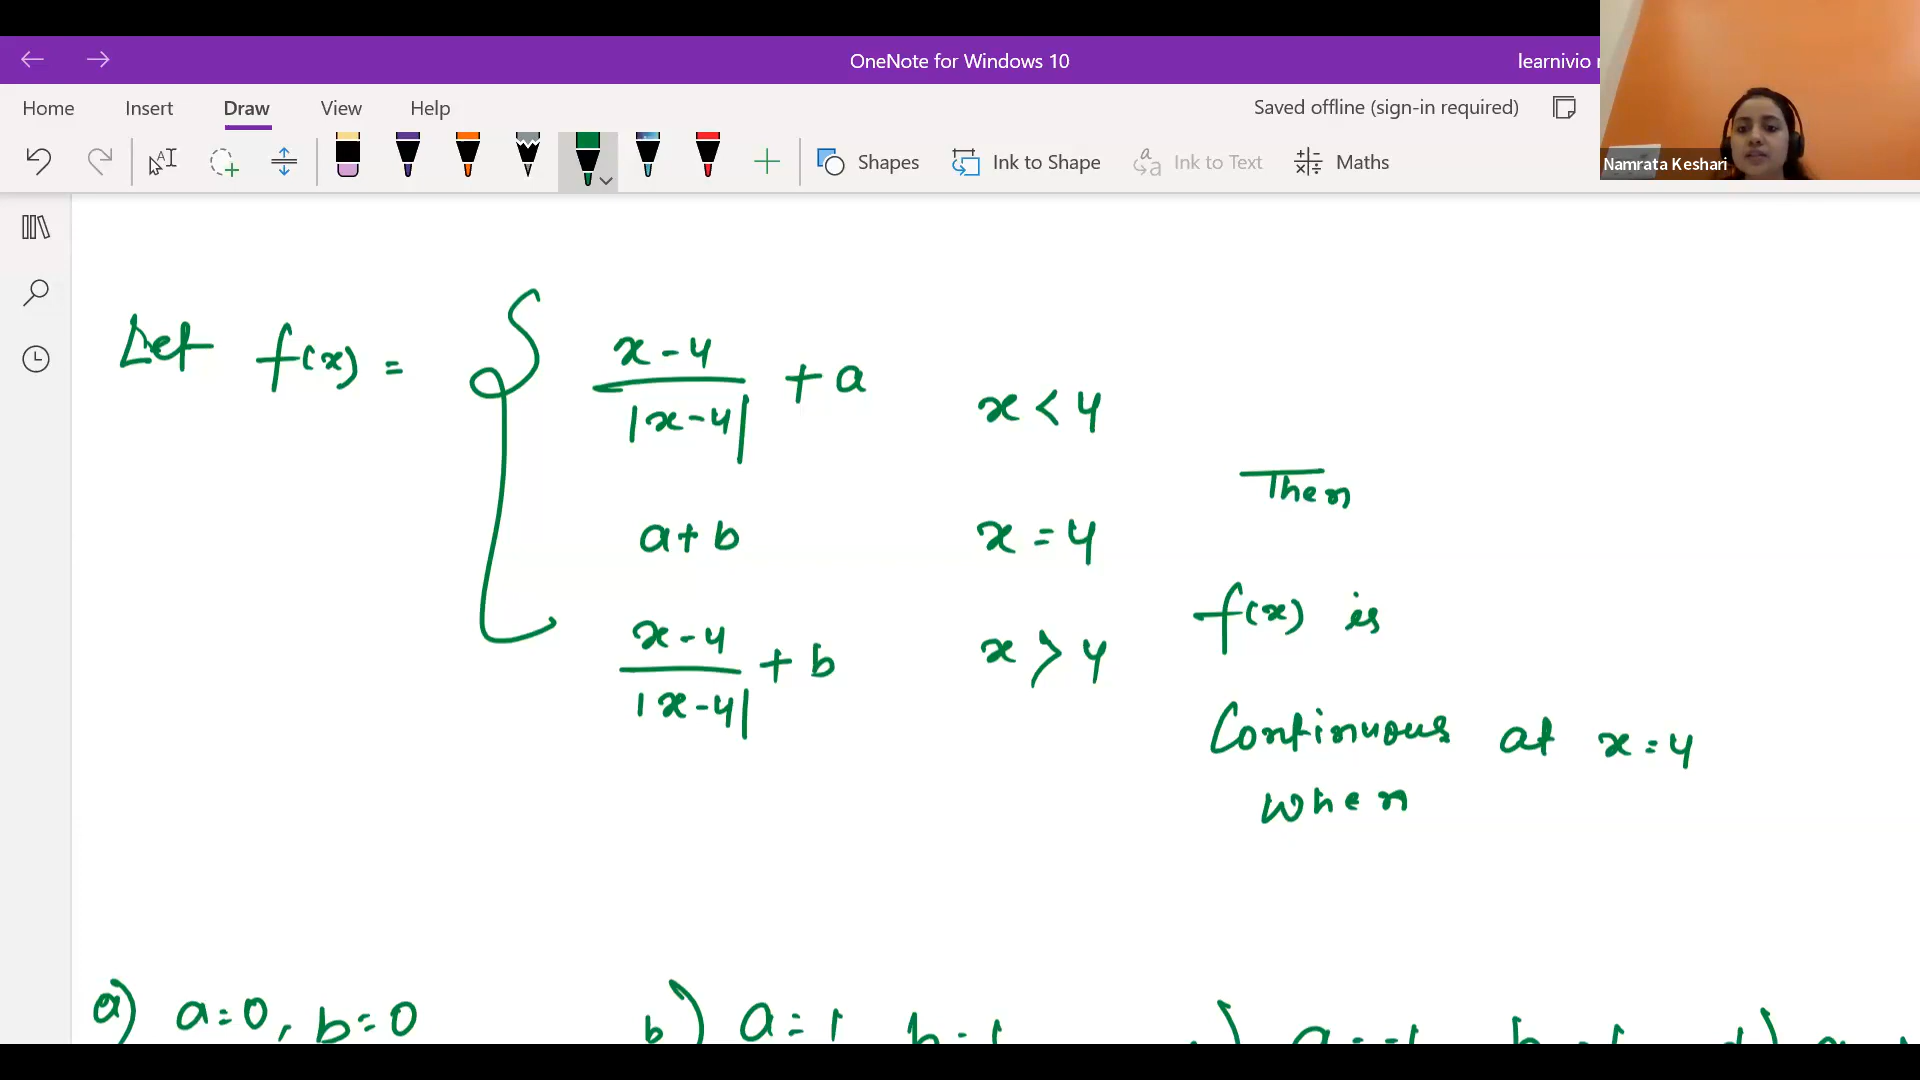 OneNote for Windows 10
learnivio
Home Insert Draw View Help
Saved offline (sign-in required)
Shapes Ink to Shape Ink to Text Maths
Namrata Keshari
Let f(x) =
x-4 / |x-4| + a x < 4
Then
a+b x = 4
f(x) is
x-4 / |x-4| + b x > 4
Continuous at x=4
when
a) a=0, b=0 b) a=1